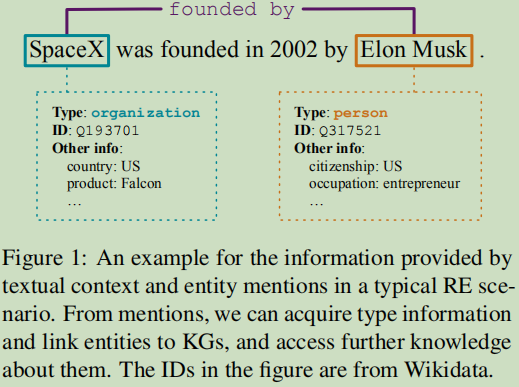 founded by
SpaceX was founded in 2002 by Elon Musk .
Type: organization
ID: Q193701
Other info:
country: US
product: Falcon
...
Type: person
ID: Q317521
Other info:
citizenship: US
occupation: entrepreneur
...
Figure 1: An example for the information provided by
textual context and entity mentions in a typical RE sce-
nario. From mentions, we can acquire type information
and link entities to KGs, and access further knowledge
about them. The IDs in the figure are from Wikidata.